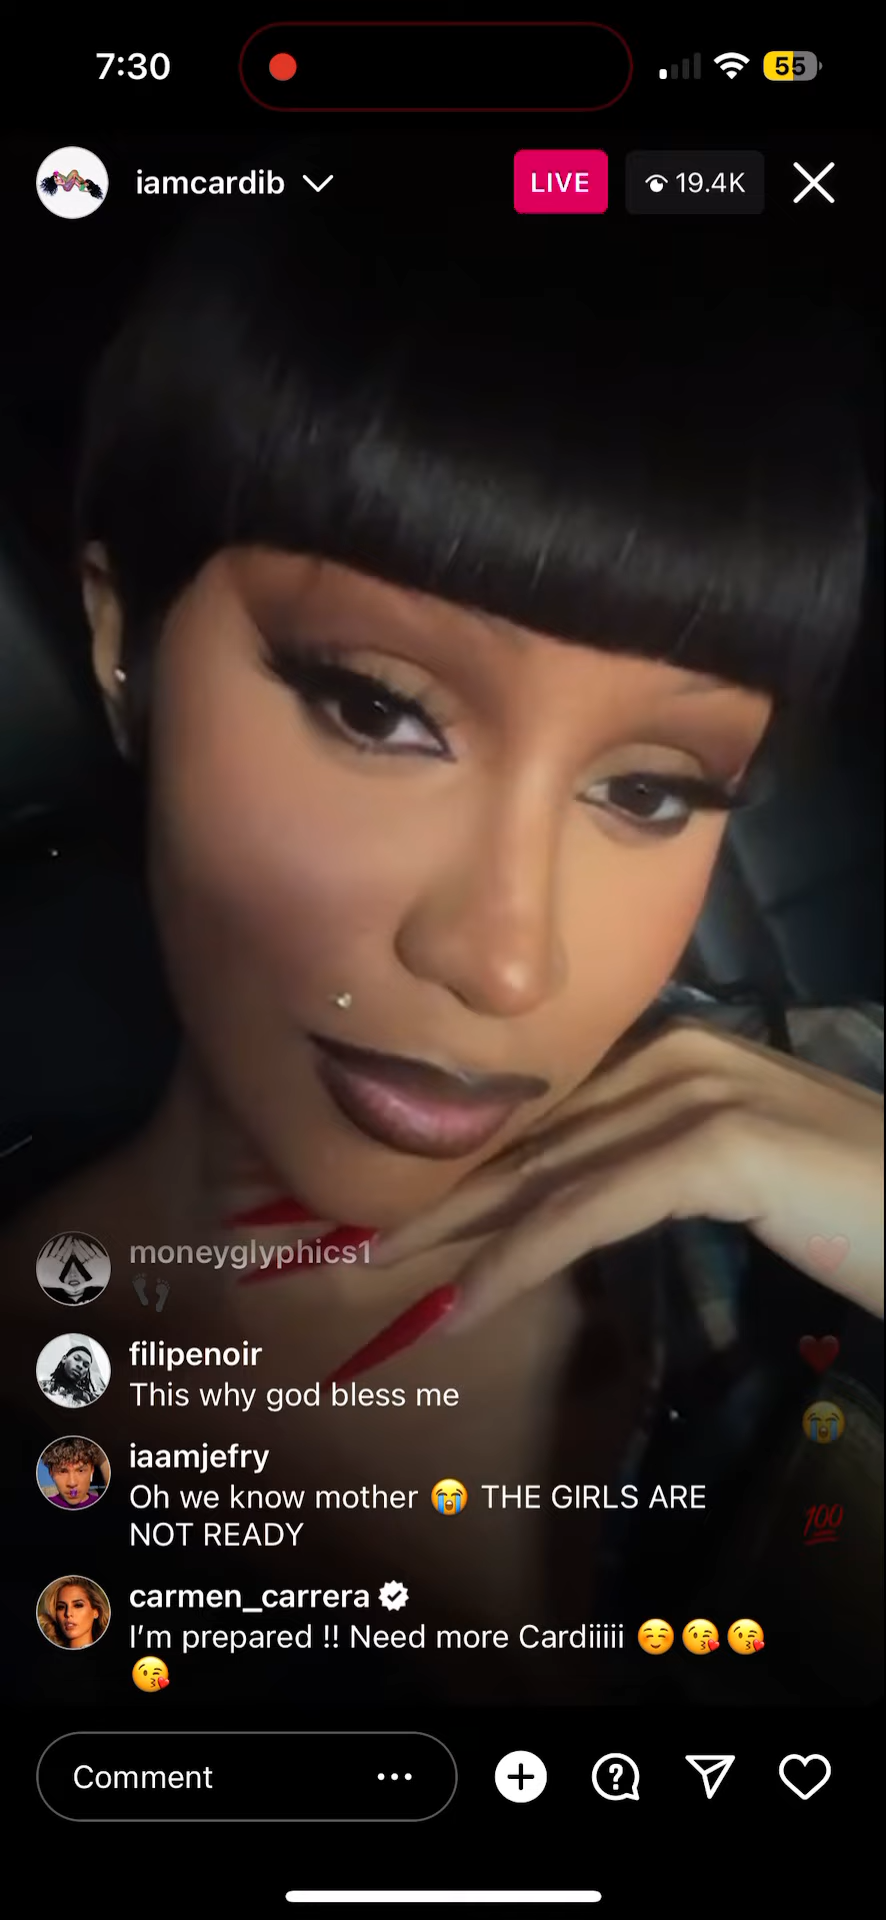 7:30
55
iamcardib
LIVE
19.4K
moneyglyphics1
👣
filipenoir
This why god bless me
iaamjefry
Oh we know mother 😭 THE GIRLS ARE
NOT READY
carmen_carrera
I’m prepared !! Need more Cardiiiii ☺️😘😘
😘
Comment